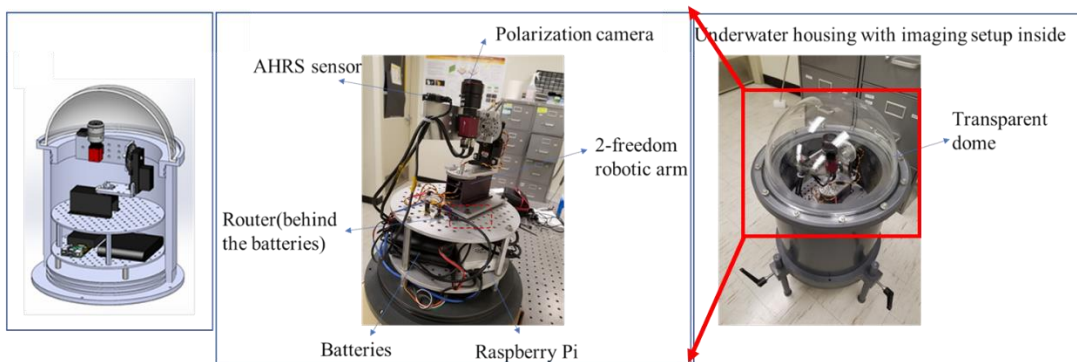 Polarization camera
AHRS sensor
2-freedom
robotic arm
Router(behind
the batteries)
Batteries
Raspberry Pi
Underwater housing with imaging setup inside
Transparent
dome